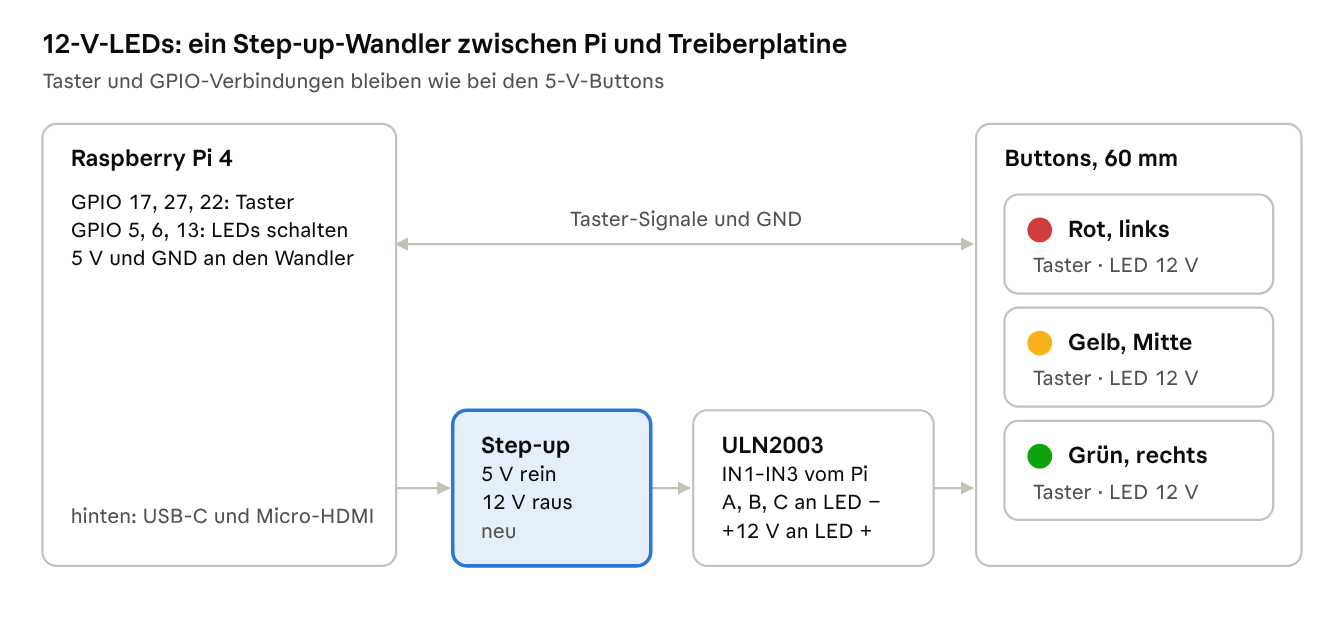 12-V-LEDs: ein Step-up-Wandler zwischen Pi und Treiberplatine
Taster und GPIO-Verbindungen bleiben wie bei den 5-V-Buttons
Raspberry Pi 4
GPIO 17, 27, 22: Taster
GPIO 5, 6, 13: LEDs schalten
5 V und GND an den Wandler
hinten: USB-C und Micro-HDMI
Taster-Signale und GND
Step-up
5 V rein
12 V raus
neu
ULN2003
IN1–IN3 vom Pi
A, B, C an LED −
+12 V an LED +
Buttons, 60 mm
Rot, links
Taster · LED 12 V
Gelb, Mitte
Taster · LED 12 V
Grün, rechts
Taster · LED 12 V